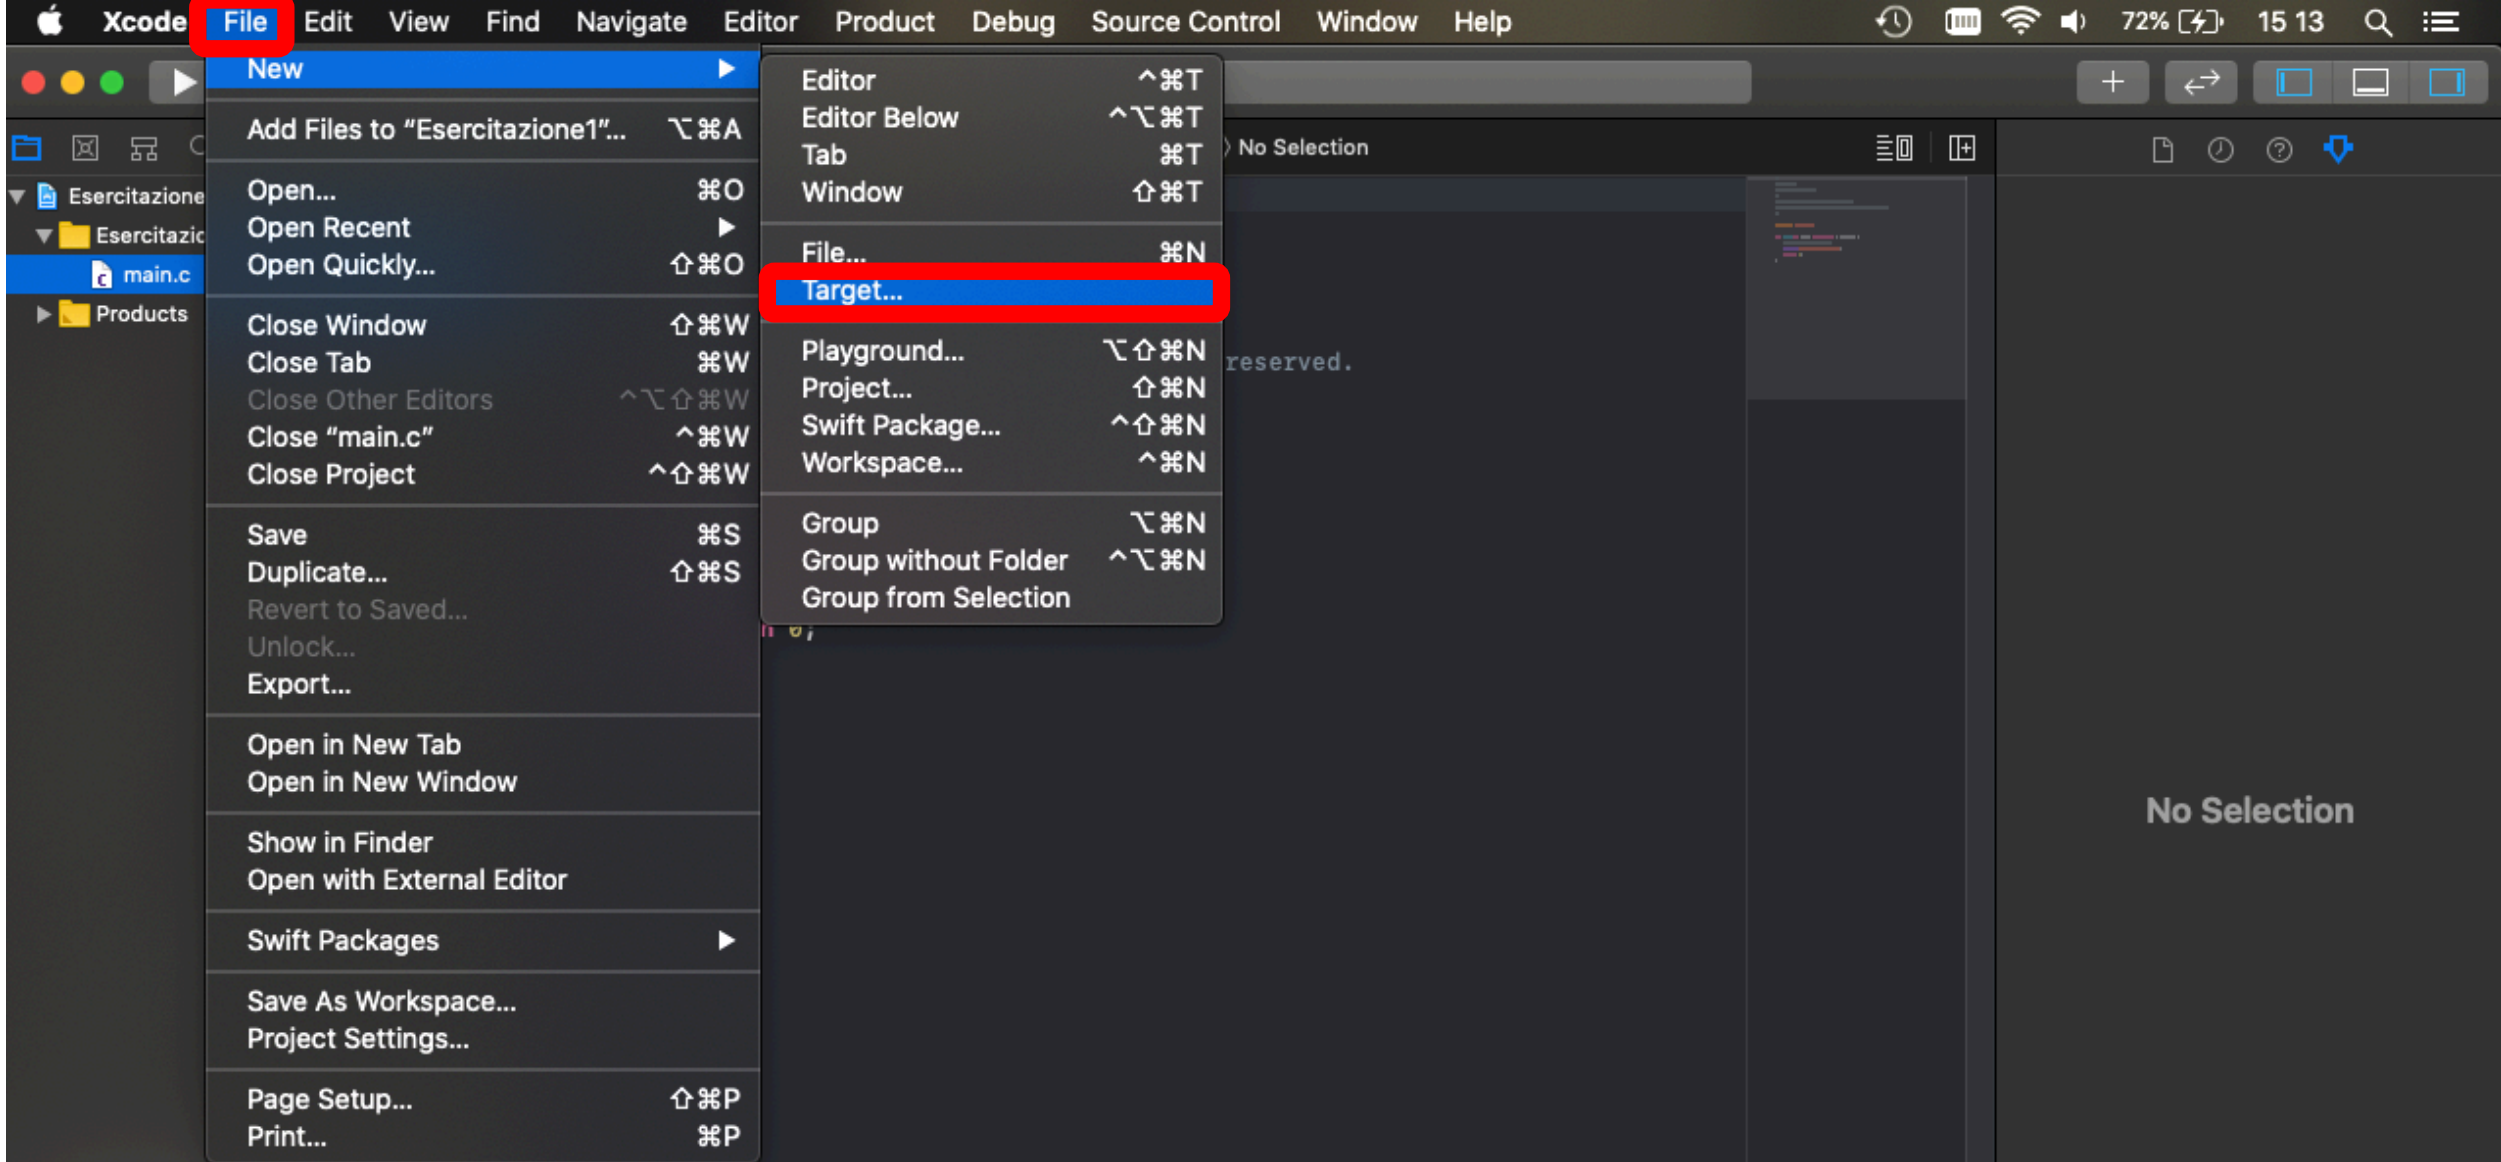 Xcode File Edit View Find Navigate Editor Product Debug Source Control Window Help 72% 15 13
New
Add Files to “Esercitazione1”... ⌥⌘A
Open... ⌘O
Open Recent
Open Quickly... ⇧⌘O
Close Window ⇧⌘W
Close Tab ⌘W
Close Other Editors ^⌥⇧⌘W
Close “main.c” ^⌘W
Close Project ^⇧⌘W
Save ⌘S
Duplicate... ⇧⌘S
Revert to Saved...
Unlock...
Export...
Open in New Tab
Open in New Window
Show in Finder
Open with External Editor
Swift Packages
Save As Workspace...
Project Settings...
Page Setup... ⇧⌘P
Print... ⌘P
Editor ^⌘T
Editor Below ^⌥⌘T
Tab ⌘T
Window ⇧⌘T
File... ⌘N
Target...
Playground... ⌥⇧⌘N
Project... ⇧⌘N
Swift Package... ^⇧⌘N
Workspace... ^⌘N
Group ⌥⌘N
Group without Folder ^⌥⌘N
Group from Selection
Esercitazione
Esercitazio
main.c
Products
No Selection
reserved.
n 0;
No Selection